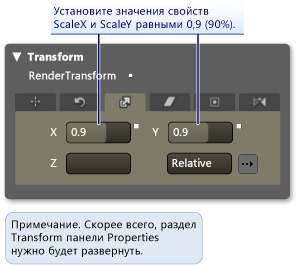 Установите значения свойств
ScaleX и ScaleY равными 0,9 (90%).
Transform
RenderTransform
X 0.9 Y 0.9
Z Relative
Примечание. Скорее всего, раздел
Transform панели Properties
нужно будет развернуть.